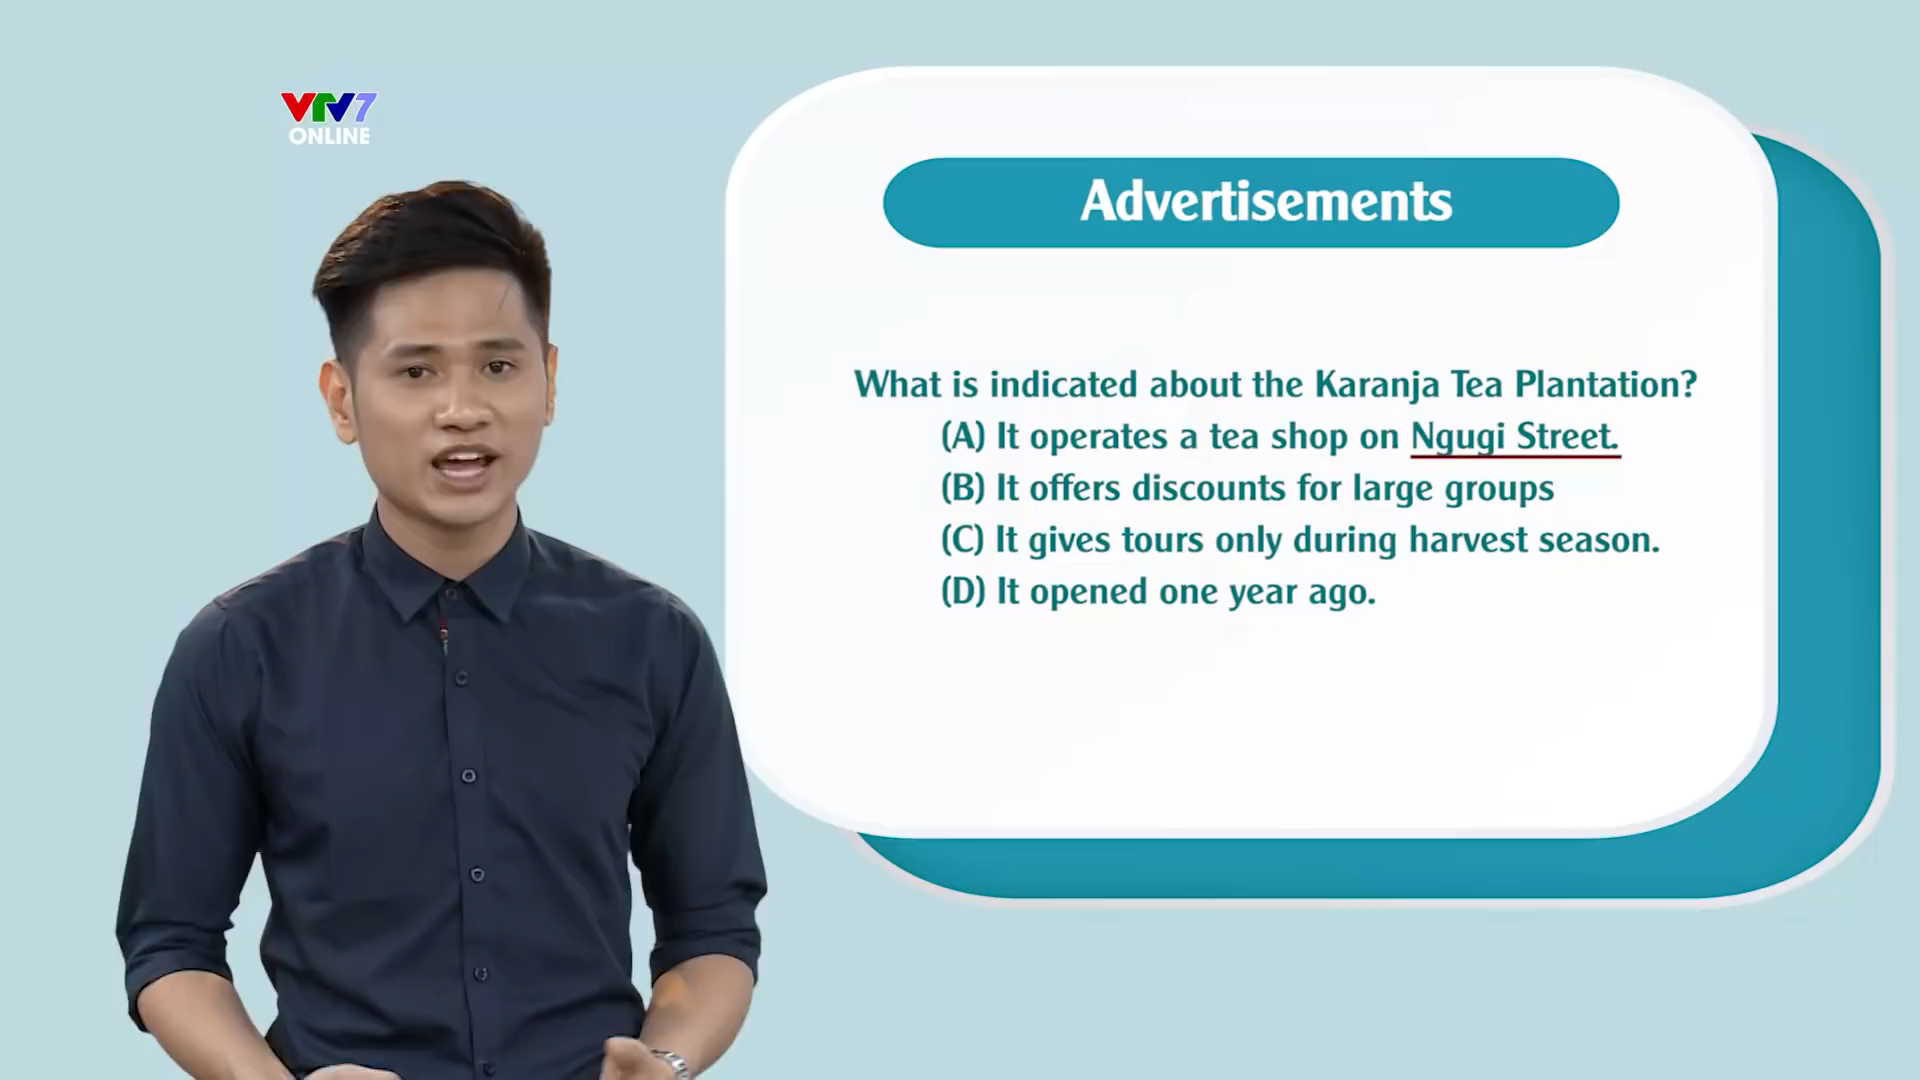 VTV7
ONLINE
Advertisements
What is indicated about the Karanja Tea Plantation?
(A) It operates a tea shop on Ngugi Street.
(B) It offers discounts for large groups
(C) It gives tours only during harvest season.
(D) It opened one year ago.